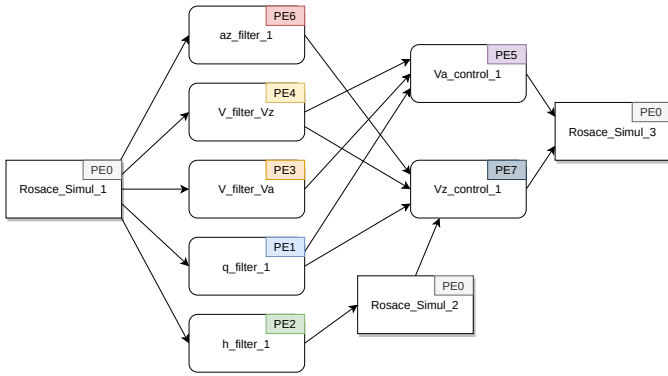 PE6
az_filter_1
PE4
V_filter_Vz
PE3
V_filter_Va
PE1
q_filter_1
PE2
h_filter_1
PE0
Rosace_Simul_1
PE5
Va_control_1
PE7
Vz_control_1
PE0
Rosace_Simul_2
PE0
Rosace_Simul_3